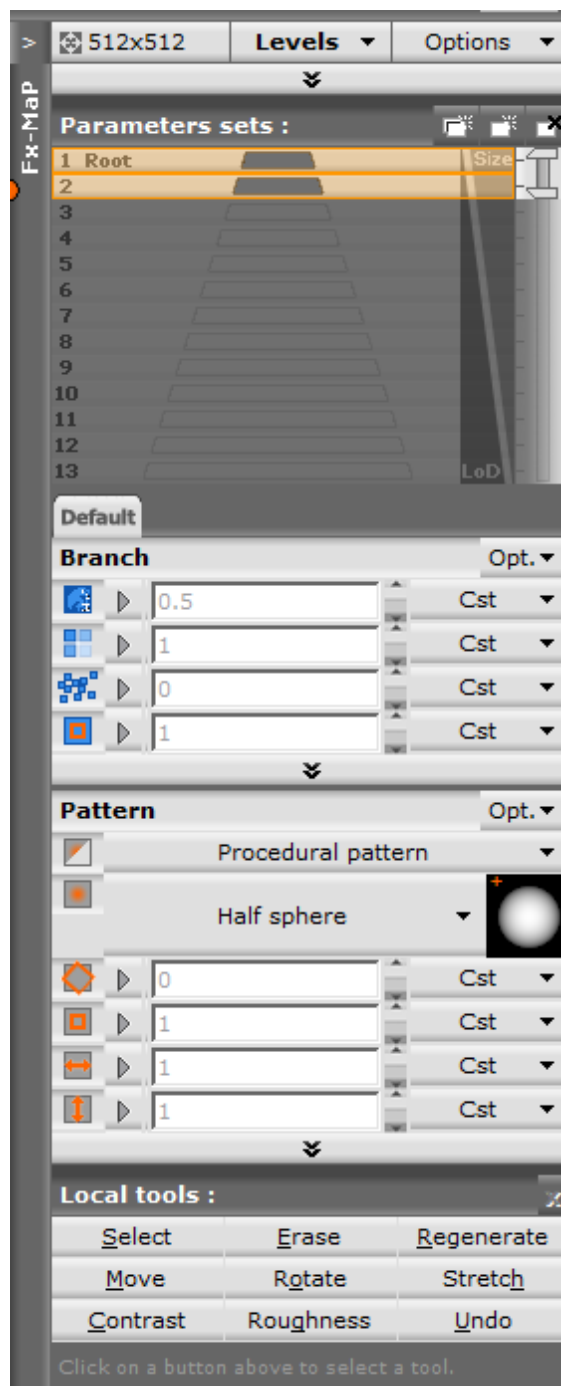 Fx-MaP
512x512 Levels Options
Parameters sets :
1 Root Size
2
3
4
5
6
7
8
9
10
11
12
13 LoD
Default
Branch Opt.
0.5 Cst
1 Cst
0 Cst
1 Cst
Pattern Opt.
Procedural pattern
Half sphere
0 Cst
1 Cst
1 Cst
1 Cst
Local tools :
Select Erase Regenerate
Move Rotate Stretch
Contrast Roughness Undo
Click on a button above to select a tool.